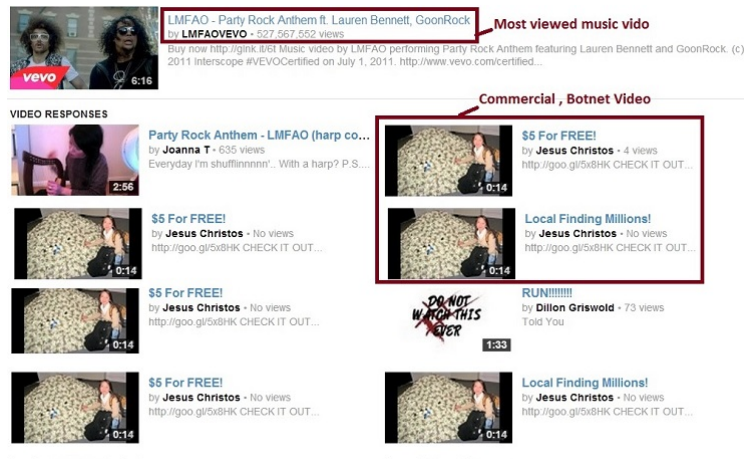 LMFAO - Party Rock Anthem ft. Lauren Bennett, GoonRock
Most viewed music vido
by LMFAOVEVO • 527,567,552 views
Buy now http://glnk.it/6t Music video by LMFAO performing Party Rock Anthem featuring Lauren Bennett and GoonRock. (c)
2011 Interscope #VEVOCertified on July 1, 2011. http://www.vevo.com/certified...
vevo
6:16
Commercial , Botnet Video
VIDEO RESPONSES
Party Rock Anthem - LMFAO (harp co...
by Joanna T • 635 views
Everyday I'm shufflinnnnn'.. With a harp? P.S....
2:56
$5 For FREE!
by Jesus Christos • 4 views
http://goo.gl/5x8HK CHECK IT OUT...
0:14
$5 For FREE!
by Jesus Christos • No views
http://goo.gl/5x8HK CHECK IT OUT...
0:14
Local Finding Millions!
by Jesus Christos • No views
http://goo.gl/5x8HK CHECK IT OUT...
0:14
$5 For FREE!
by Jesus Christos • No views
http://goo.gl/5x8HK CHECK IT OUT...
0:14
DO NOT
WATCH THIS
EVER
1:33
RUN!!!!!!!!
by Dillon Griswold • 73 views
Told You
$5 For FREE!
by Jesus Christos • No views
http://goo.gl/5x8HK CHECK IT OUT...
0:14
Local Finding Millions!
by Jesus Christos • No views
http://goo.gl/5x8HK CHECK IT OUT...
0:14